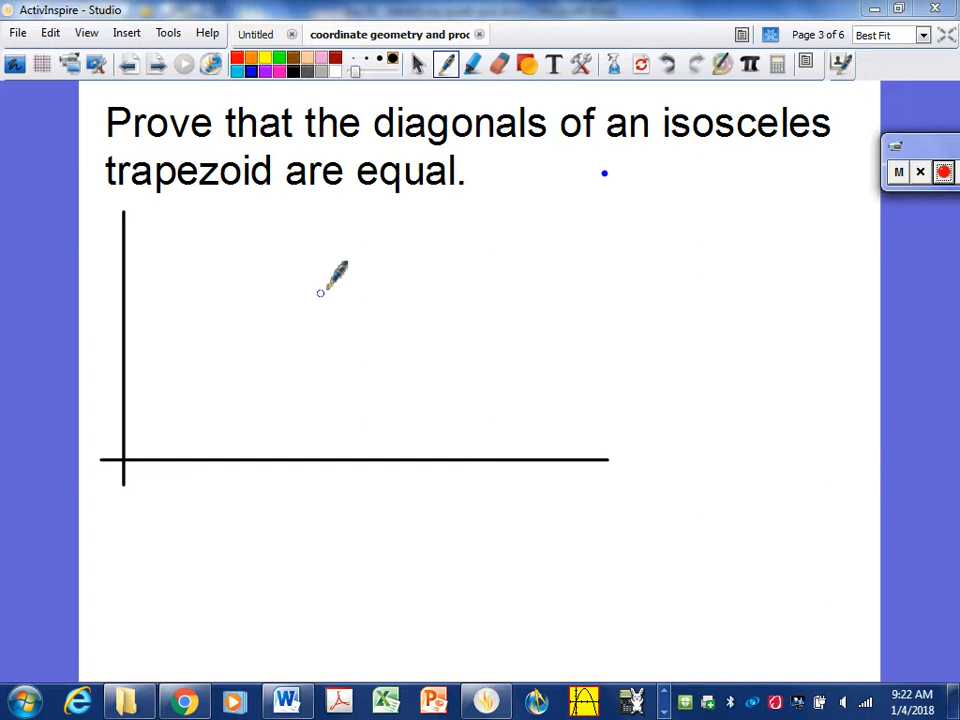 ActivInspire - Studio
File Edit View Insert Tools Help Untitled coordinate geometry and proc Page 3 of 6 Best Fit
Prove that the diagonals of an isosceles
trapezoid are equal.
M
9:22 AM
1/4/2018